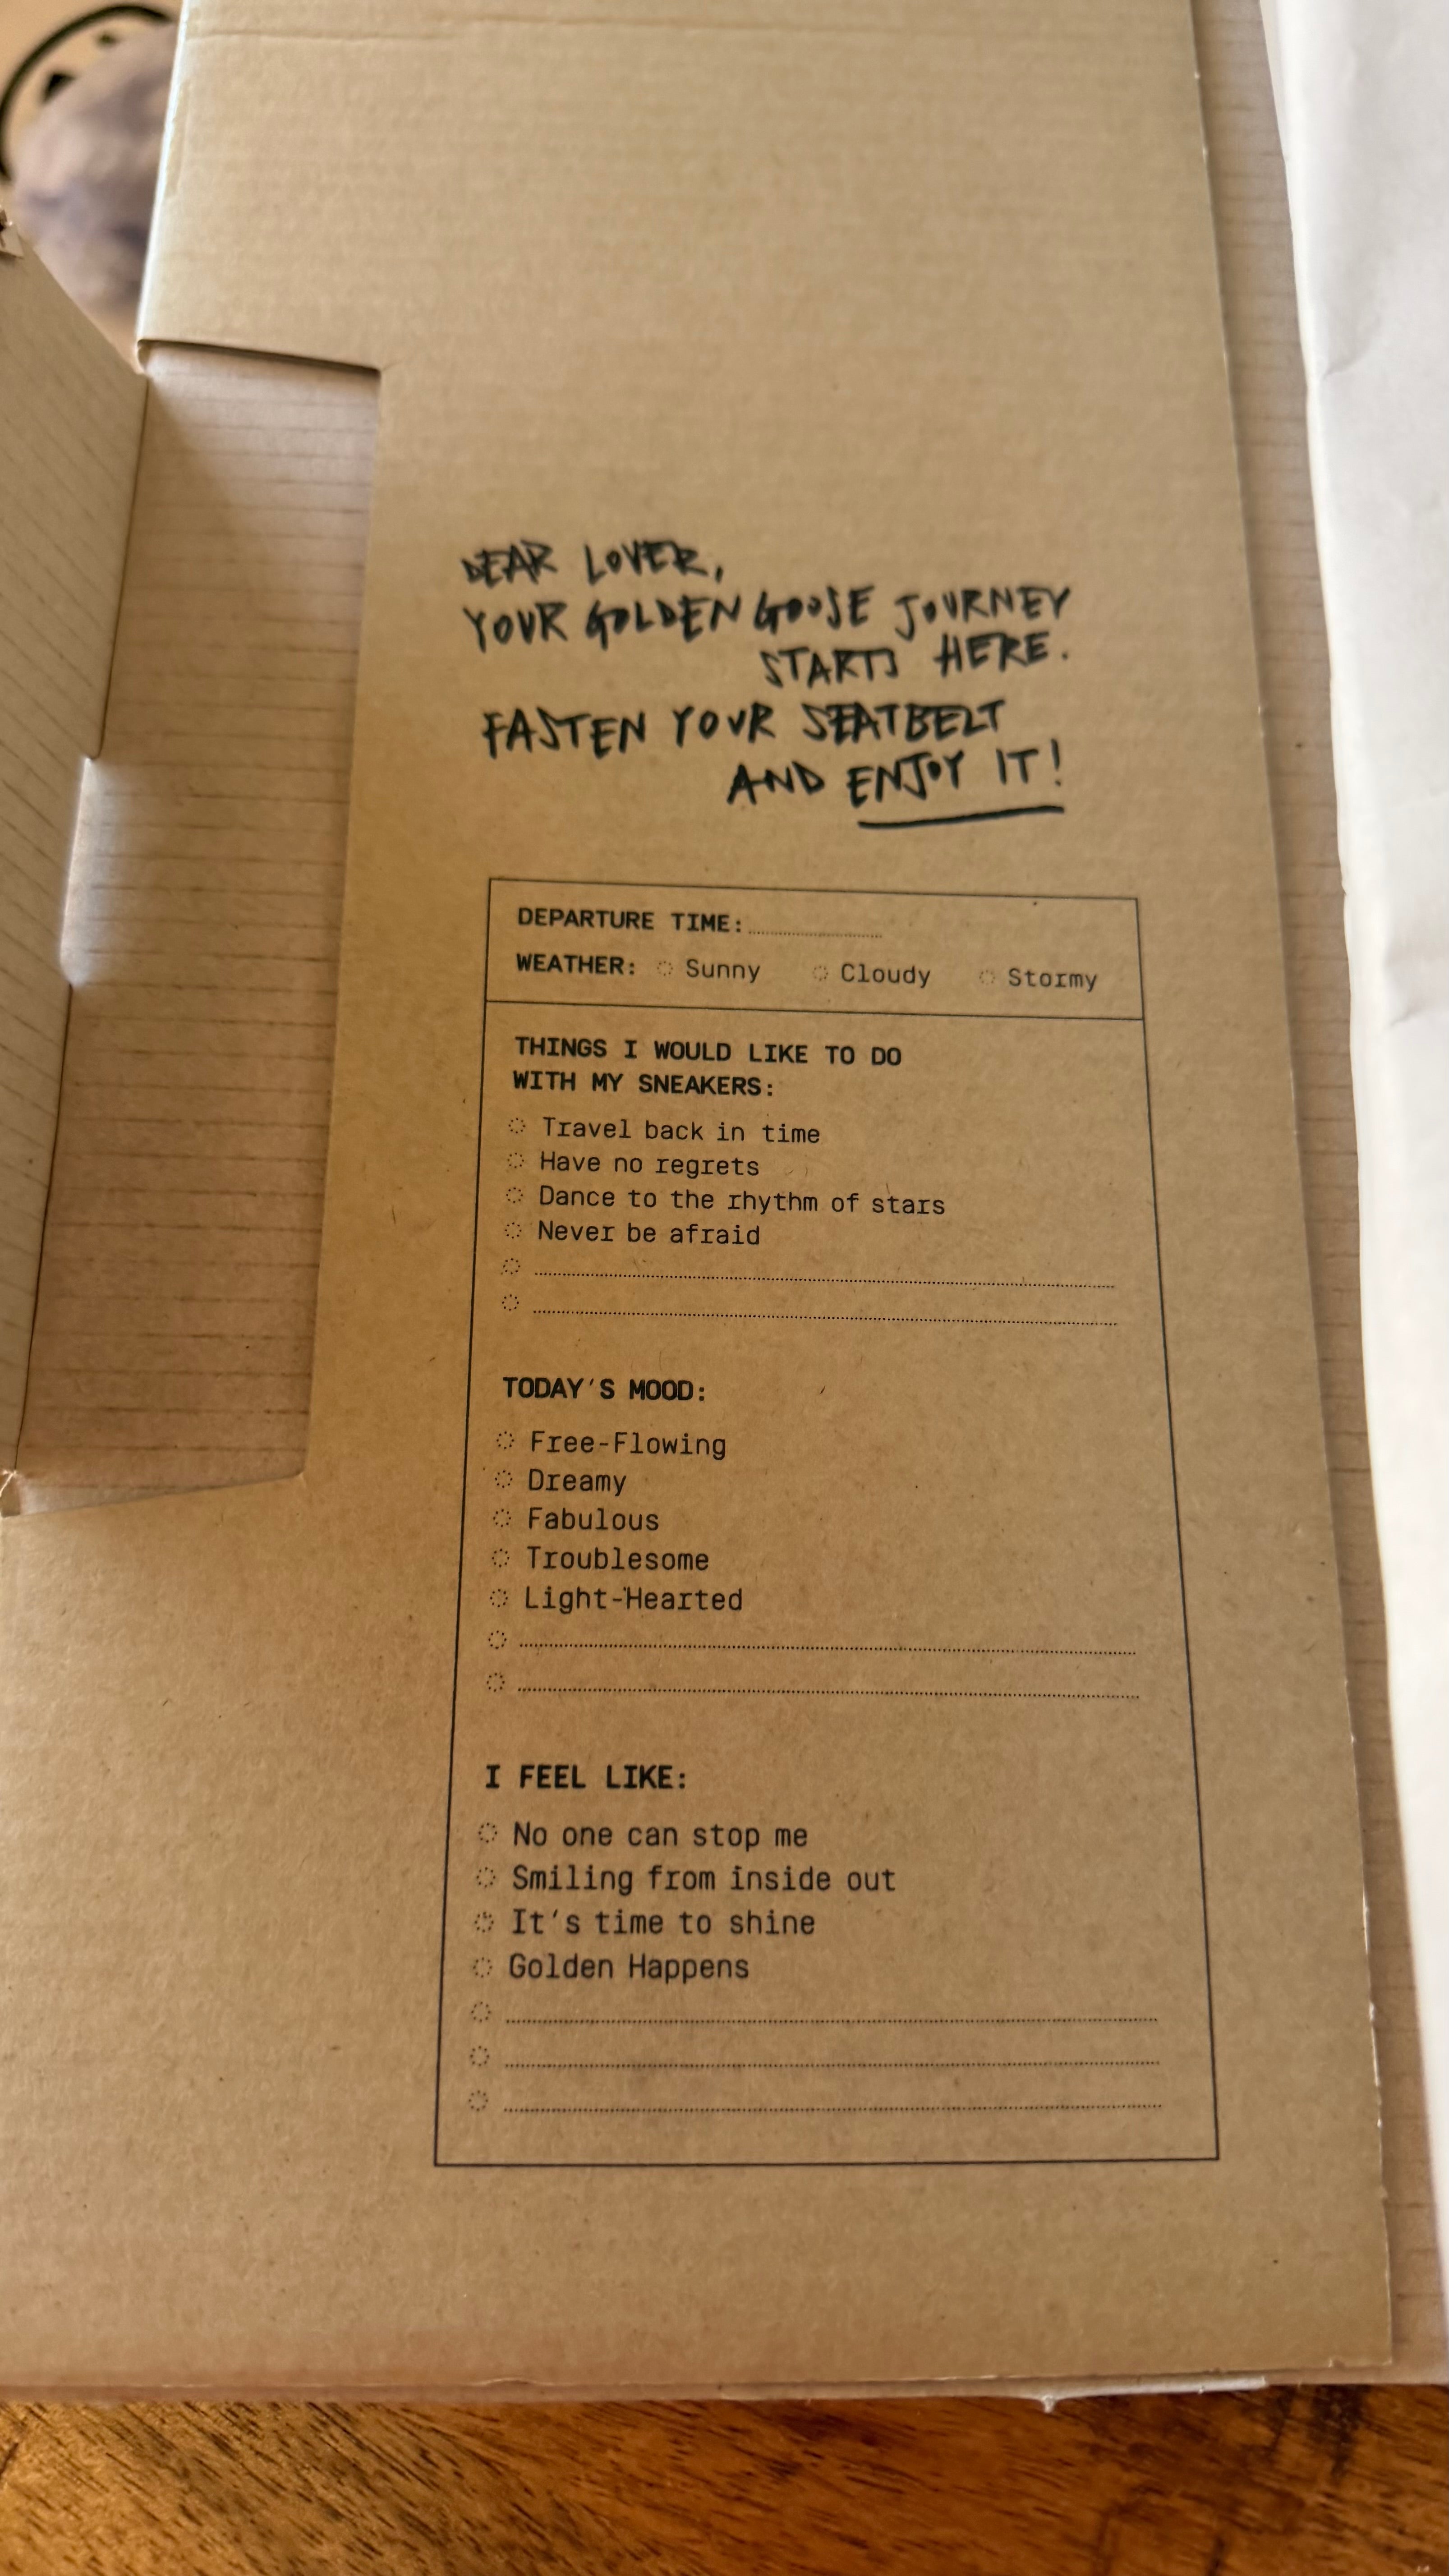 DEAR LOVER,
YOUR GOLDEN GOOSE JOURNEY
STARTS HERE.
FASTEN YOUR SEATBELT
AND ENJOY IT!
DEPARTURE TIME:
WEATHER: Sunny Cloudy Stormy
THINGS I WOULD LIKE TO DO
WITH MY SNEAKERS:
Travel back in time
Have no regrets
Dance to the rhythm of stars
Never be afraid
TODAY'S MOOD:
Free-Flowing
Dreamy
Fabulous
Troublesome
Light-Hearted
I FEEL LIKE:
No one can stop me
Smiling from inside out
It's time to shine
Golden Happens